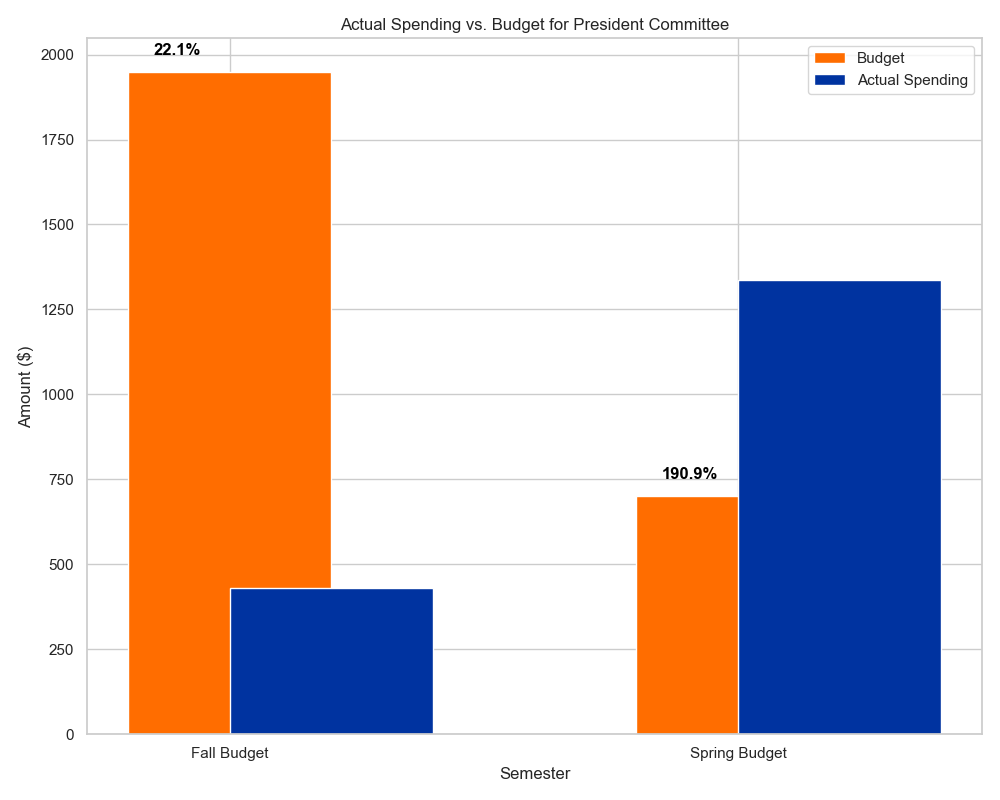 Actual Spending vs. Budget for President Committee
22.1%
190.9%
Budget
Actual Spending
2000
1750
1500
1250
1000
750
500
250
0
Amount ($)
Fall Budget
Spring Budget
Semester